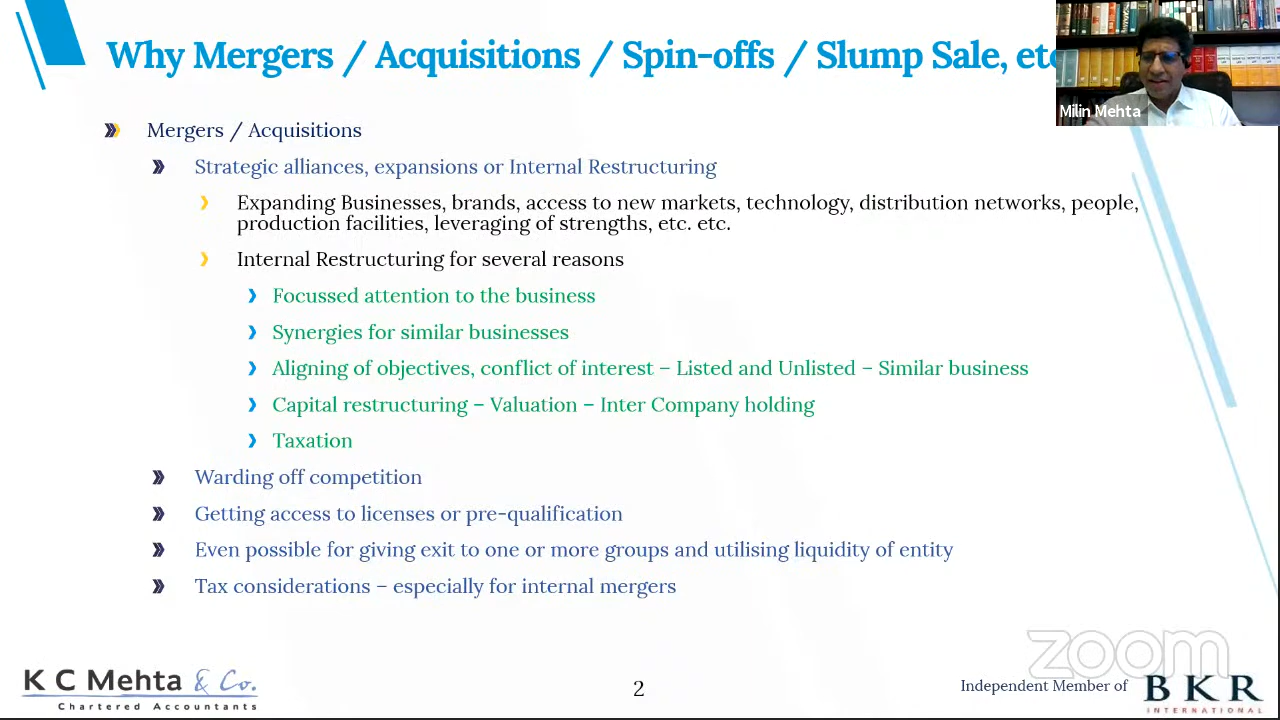 Why Mergers / Acquisitions / Spin-offs / Slump Sale, etc
Milin Mehta
Mergers / Acquisitions
Strategic alliances, expansions or Internal Restructuring
Expanding Businesses, brands, access to new markets, technology, distribution networks, people,
production facilities, leveraging of strengths, etc. etc.
Internal Restructuring for several reasons
Focussed attention to the business
Synergies for similar businesses
Aligning of objectives, conflict of interest – Listed and Unlisted – Similar business
Capital restructuring – Valuation – Inter Company holding
Taxation
Warding off competition
Getting access to licenses or pre-qualification
Even possible for giving exit to one or more groups and utilising liquidity of entity
Tax considerations – especially for internal mergers
zoom
K C Mehta & Co.
Chartered Accountants
2
Independent Member of
BKR
INTERNATIONAL